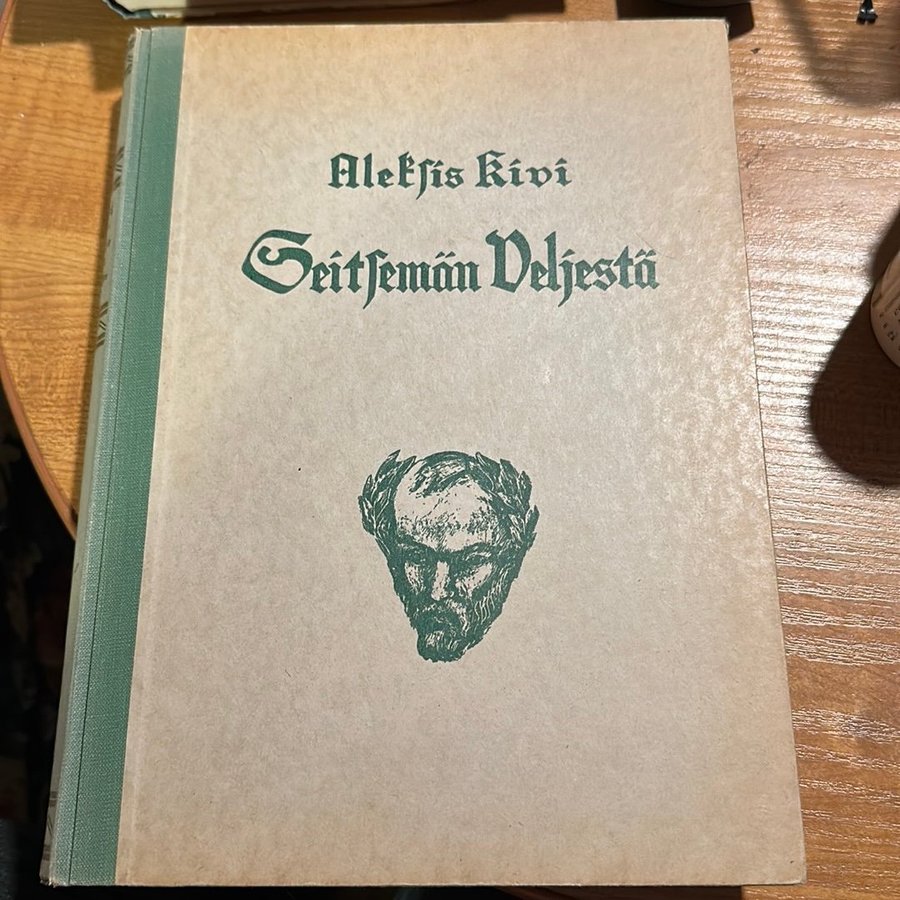 Aleksis Kivi
Seitsemän Veljestä